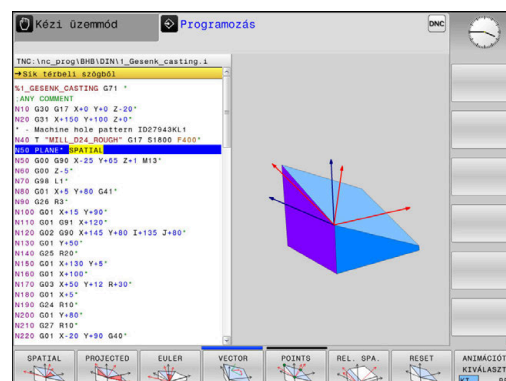 Kézi üzemmód
Programozás
DNC
TNC:\nc_prog\BHB\DIN\1_Gesenk_casting.i
→Sík térbeli szögből
%1_GESENK_CASTING G71 *
;ANY COMMENT
N10 G30 G17 X+0 Y+0 Z-20*
N20 G31 X+150 Y+100 Z+0*
* - Machine hole pattern ID27943KL1
N40 T "MILL_D24_ROUGH" G17 S1800 F400*
N50 PLANE* SPATIAL
N50 G00 G90 X-25 Y+65 Z+1 M13*
N60 G00 Z-5*
N70 G98 L1*
N80 G01 X+5 Y+80 G41*
N90 G26 R3*
N100 G01 X+15 Y+90*
N110 G01 G91 X+120*
N120 G02 G90 X+145 Y+80 I+135 J+80*
N130 G01 Y+50*
N140 G25 R20*
N150 G01 X+130 Y+5*
N160 G01 X+100*
N170 G03 X+50 Y+12 R+30*
N180 G01 X+5*
N190 G24 R10*
N200 G01 Y+80*
N210 G27 R10*
N220 G01 X-20 Y+90 G40*
SPATIAL
PROJECTED
EULER
VECTOR
POINTS
REL. SPA.
RESET
ANIMÁCIÓT
KIVÁLASZT